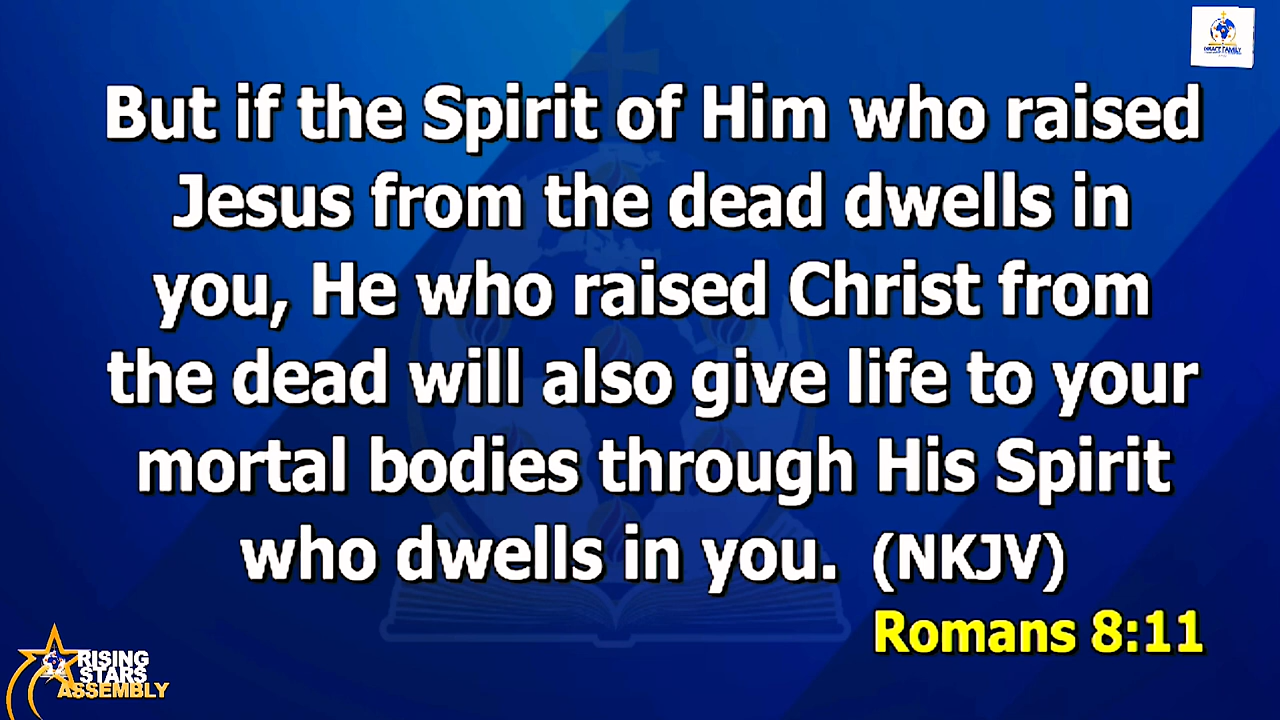 But if the Spirit of Him who raised
Jesus from the dead dwells in
you, He who raised Christ from
the dead will also give life to your
mortal bodies through His Spirit
who dwells in you. (NKJV)
Romans 8:11
RISING
STARS
ASSEMBLY